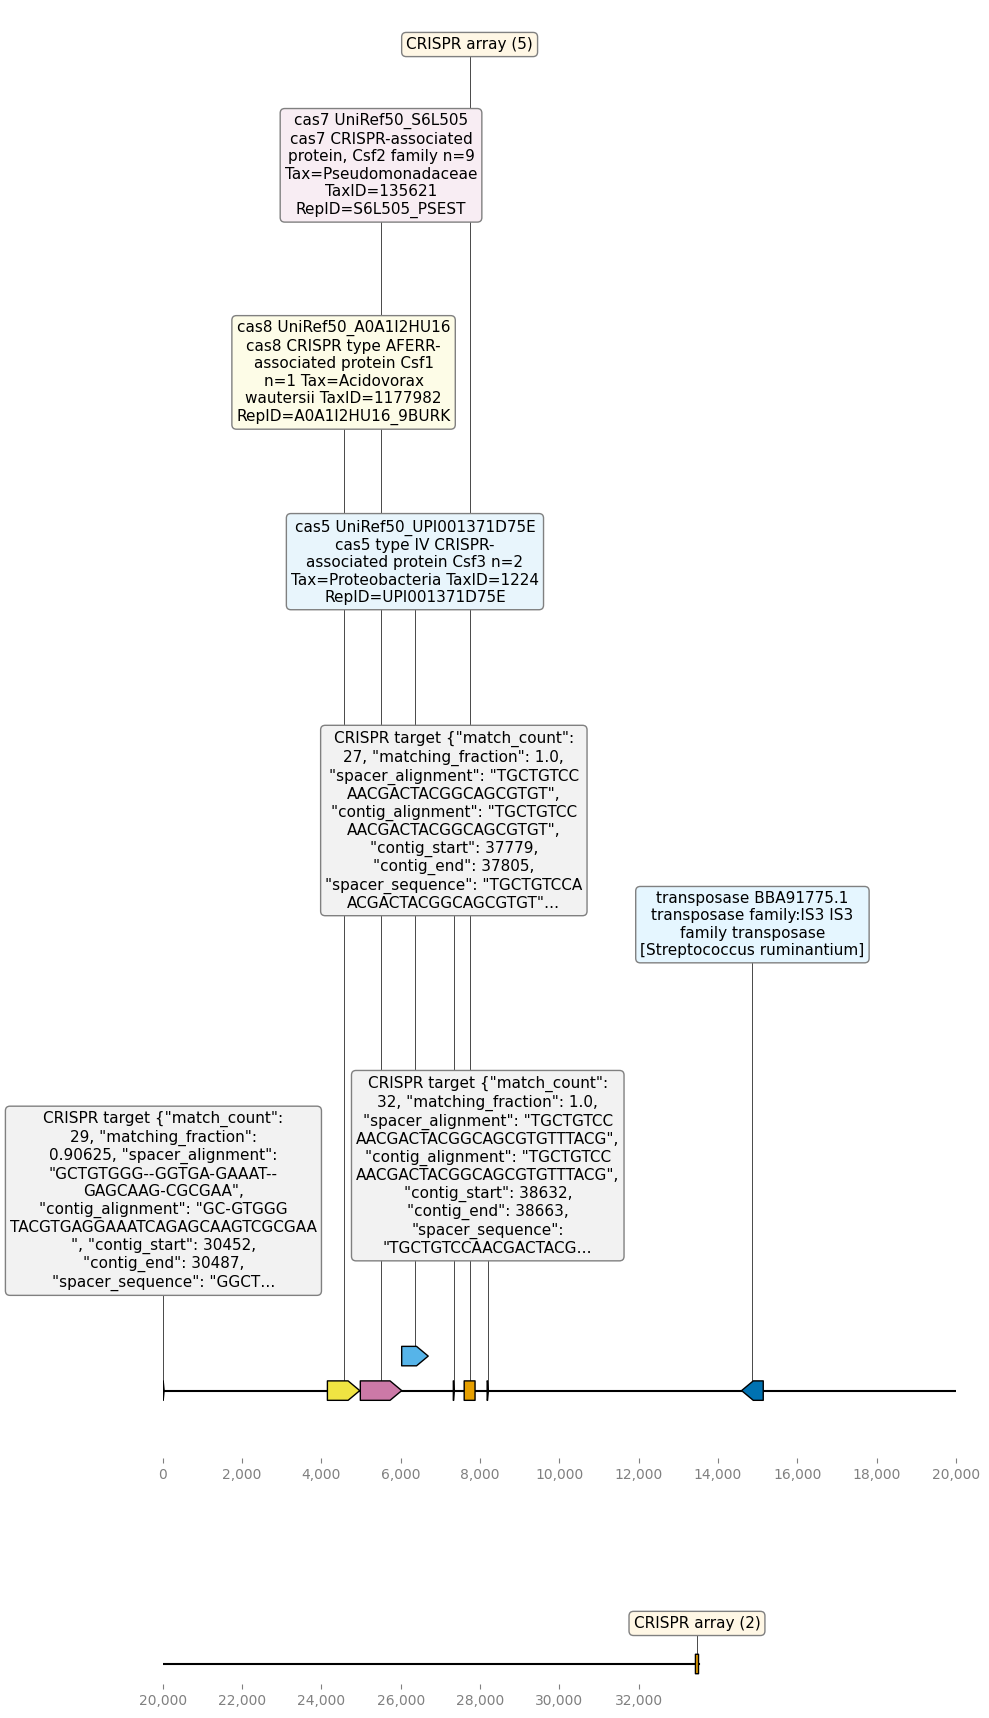 CRISPR array (5)
cas7 UniRef50_S6L505
cas7 CRISPR-associated
protein, Csf2 family n=9
Tax=Pseudomonadaceae
TaxID=135621
RepID=S6L505_PSEST
cas8 UniRef50_A0A1I2HU16
cas8 CRISPR type AFERR-
associated protein Csf1
n=1 Tax=Acidovorax
wautersii TaxID=1177982
RepID=A0A1I2HU16_9BURK
cas5 UniRef50_UPI001371D75E
cas5 type IV CRISPR-
associated protein Csf3 n=2
Tax=Proteobacteria TaxID=1224
RepID=UPI001371D75E
CRISPR target {"match_count":
27, "matching_fraction": 1.0,
"spacer_alignment": "TGCTGTCC
AACGACTACGGCAGCGTGT",
"contig_alignment": "TGCTGTCC
AACGACTACGGCAGCGTGT",
"contig_start": 37779,
"contig_end": 37805,
"spacer_sequence": "TGCTGTCCA
ACGACTACGGCAGCGTGT"...
transposase BBA91775.1
transposase family:IS3 IS3
family transposase
[Streptococcus ruminantium]
CRISPR target {"match_count":
32, "matching_fraction": 1.0,
"spacer_alignment": "TGCTGTCC
AACGACTACGGCAGCGTGTTTACG",
"contig_alignment": "TGCTGTCC
AACGACTACGGCAGCGTGTTTACG",
"contig_start": 38632,
"contig_end": 38663,
"spacer_sequence":
"TGCTGTCCAACGACTACG...
CRISPR target {"match_count":
29, "matching_fraction":
0.90625, "spacer_alignment":
"GCTGTGGG--GGTGA-GAAAT--
GAGCAAG-CGCGAA",
"contig_alignment": "GC-GTGGG
TACGTGAGGAAATCAGAGCAAGTCGCGAA
", "contig_start": 30452,
"contig_end": 30487,
"spacer_sequence": "GGCT...
0 2,000 4,000 6,000 8,000 10,000 12,000 14,000 16,000 18,000 20,000
CRISPR array (2)
20,000 22,000 24,000 26,000 28,000 30,000 32,000